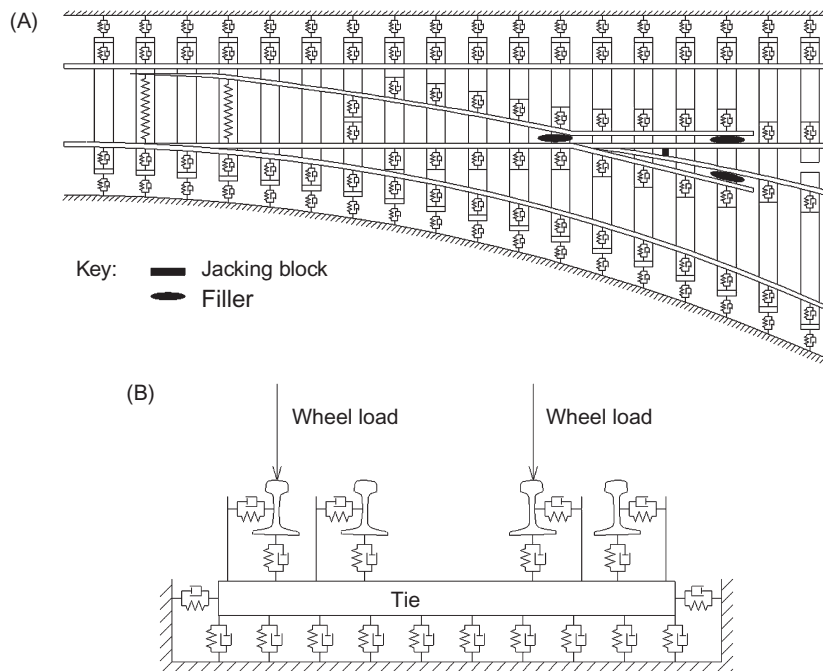 (A)
Key:
Jacking block
Filler
(B)
Wheel load Wheel load
Tie